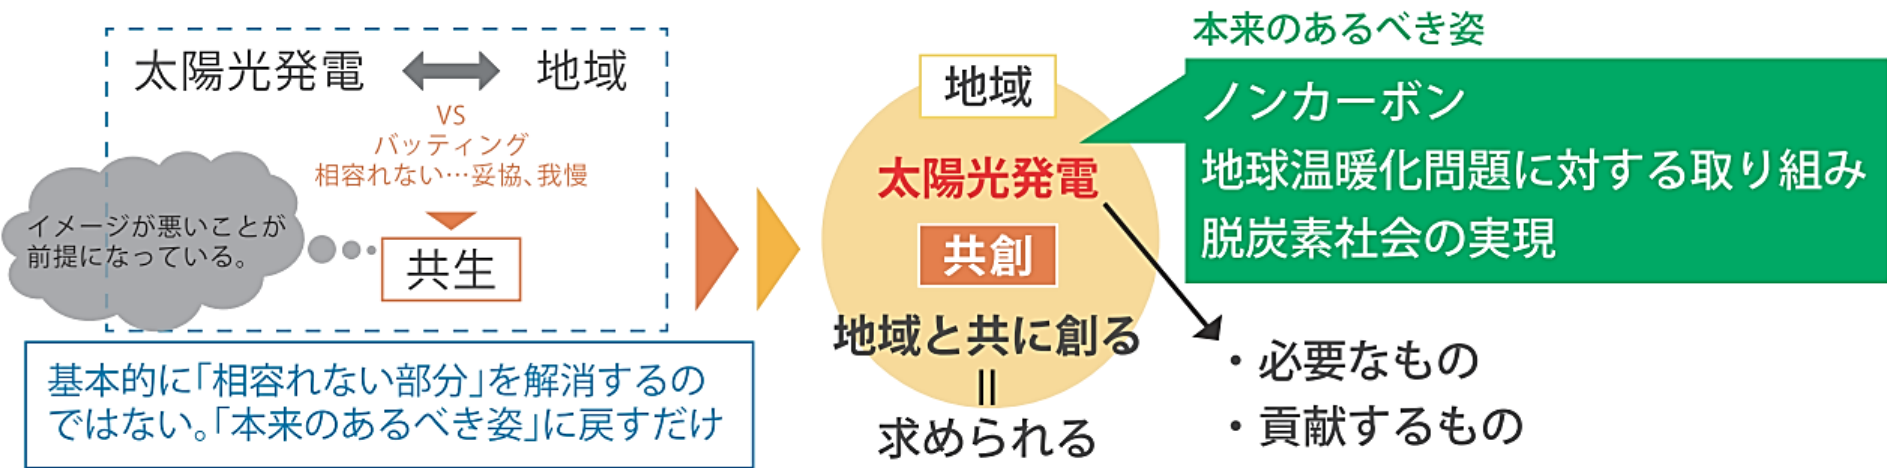 太陽光発電 地域
VS
バッティング
相容れない…妥協、我慢
イメージが悪いことが
前提になっている。
共生
基本的に「相容れない部分」を解消するの
ではない。「本来のあるべき姿」に戻すだけ
地域
太陽光発電
共創
地域と共に創る
=
求められる
本来のあるべき姿
ノンカーボン
地球温暖化問題に対する取り組み
脱炭素社会の実現
・必要なもの
・貢献するもの